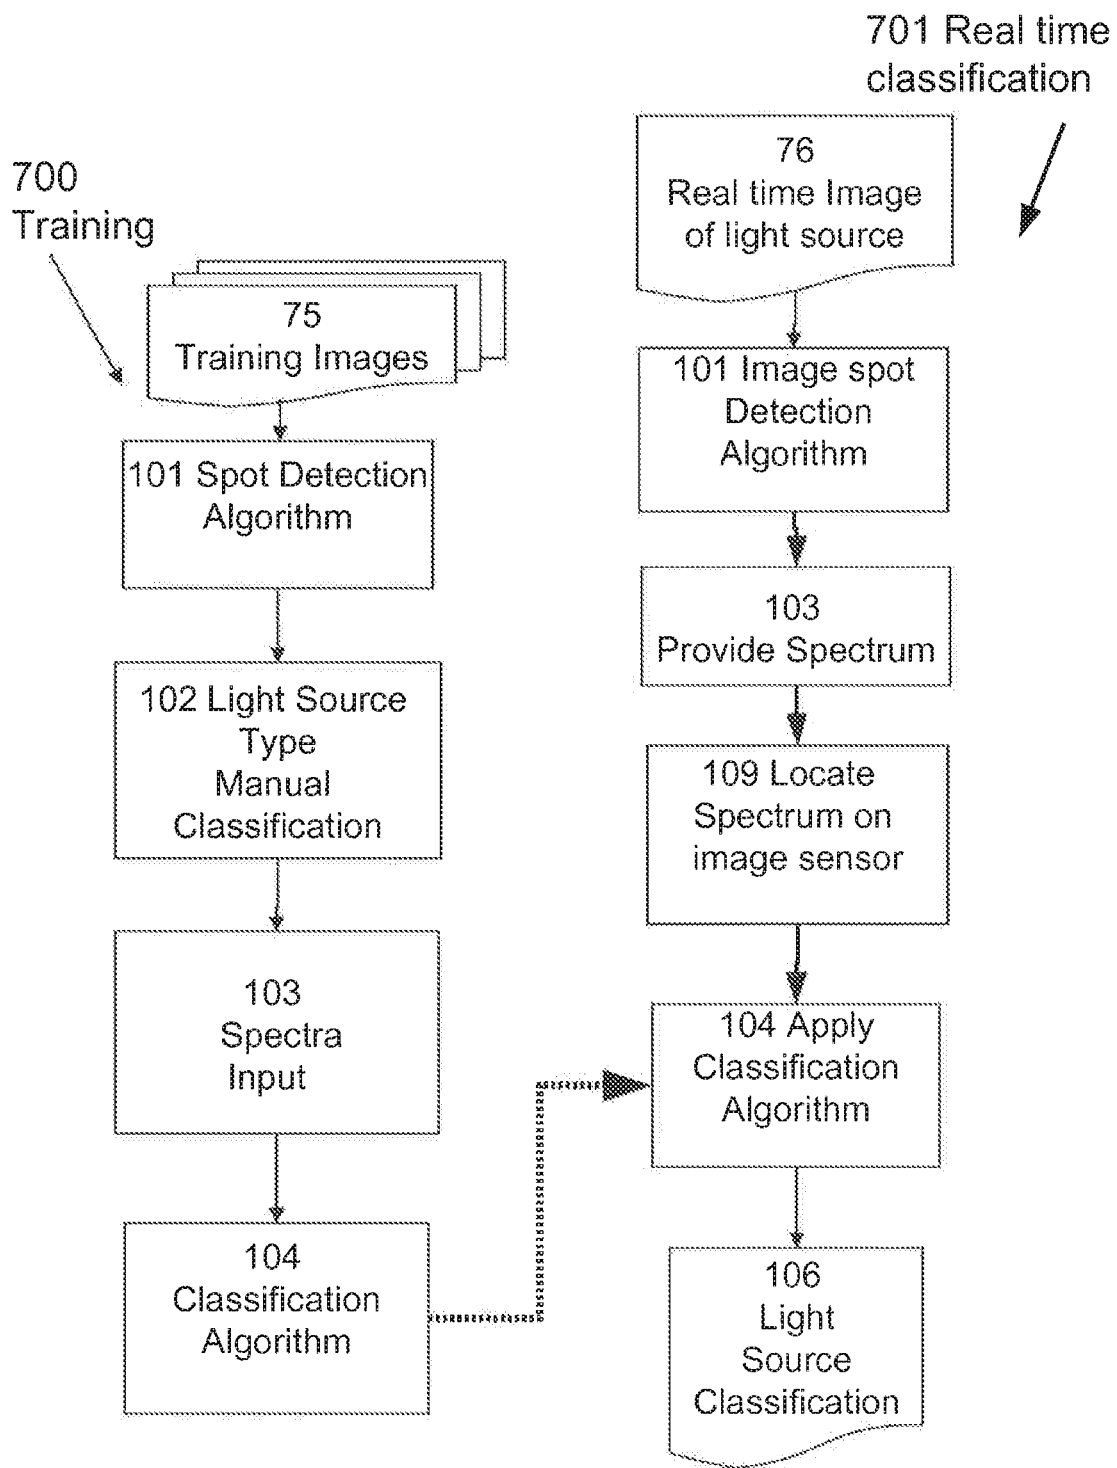 701 Real time
classification
700
Training
75
Training Images
101 Spot Detection
Algorithm
102 Light Source
Type
Manual
Classification
103
Spectra
Input
104
Classification
Algorithm
76
Real time Image
of light source
101 Image spot
Detection
Algorithm
103
Provide Spectrum
109 Locate
Spectrum on
image sensor
104 Apply
Classification
Algorithm
106
Light
Source
Classification